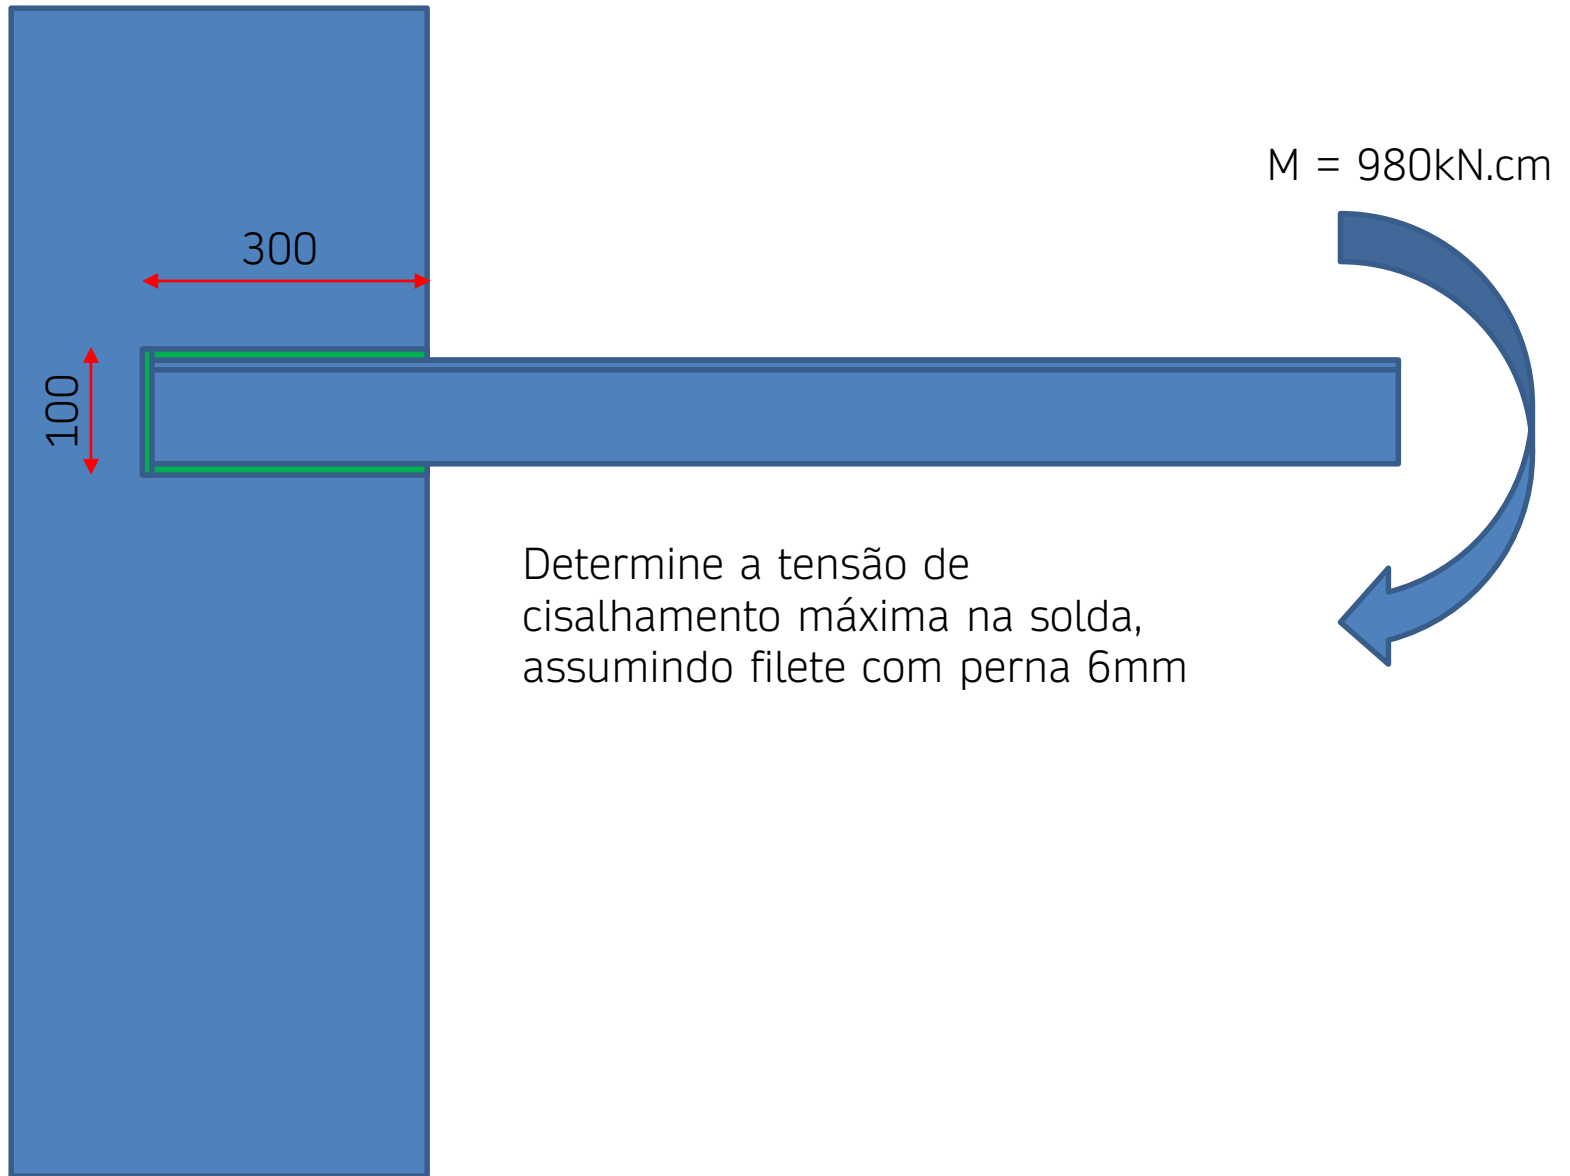 M = 980kN.cm
300
100
Determine a tensão de
cisalhamento máxima na solda,
assumindo filete com perna 6mm